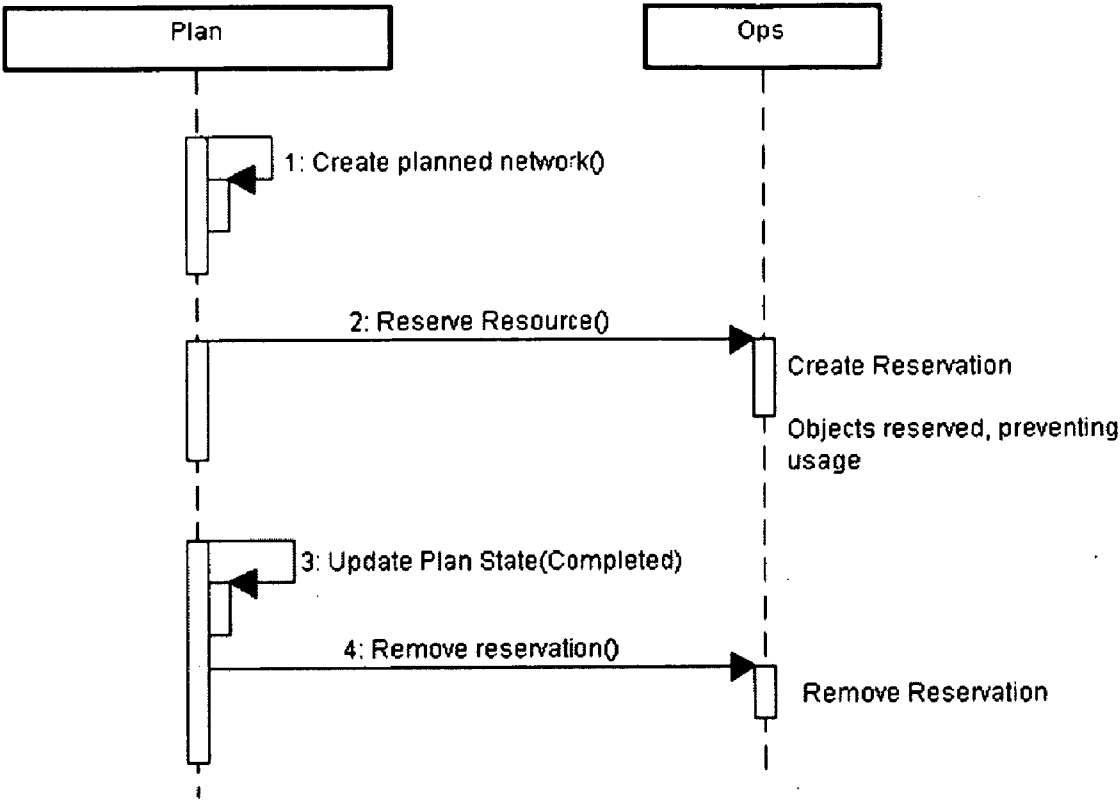 Plan
Ops
1: Create planned network()
2: Reserve Resource()
Create Reservation
Objects reserved, preventing
usage
3: Update Plan State(Completed)
4: Remove reservation()
Remove Reservation